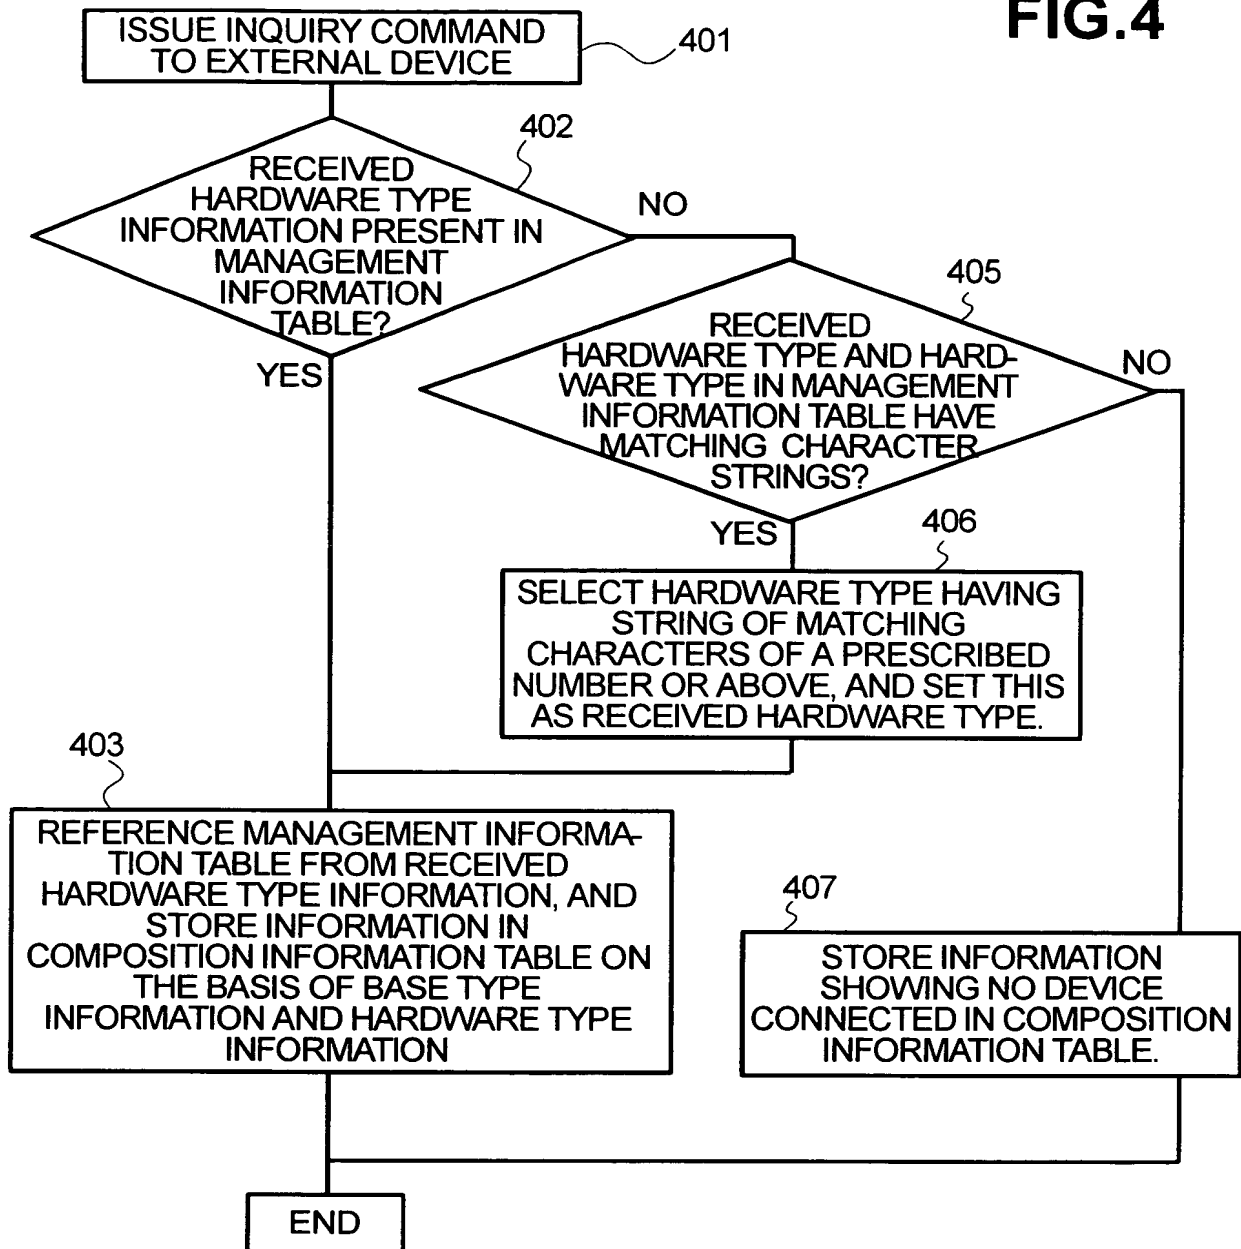 FIG.4
ISSUE INQUIRY COMMAND
TO EXTERNAL DEVICE
401
402
RECEIVED
HARDWARE TYPE
INFORMATION PRESENT IN
MANAGEMENT
INFORMATION
TABLE?
NO
YES
405
RECEIVED
HARDWARE TYPE AND HARD-
WARE TYPE IN MANAGEMENT
INFORMATION TABLE HAVE
MATCHING CHARACTER
STRINGS?
NO
YES
406
SELECT HARDWARE TYPE HAVING
STRING OF MATCHING
CHARACTERS OF A PRESCRIBED
NUMBER OR ABOVE, AND SET THIS
AS RECEIVED HARDWARE TYPE.
403
REFERENCE MANAGEMENT INFORMA-
TION TABLE FROM RECEIVED
HARDWARE TYPE INFORMATION, AND
STORE INFORMATION IN
COMPOSITION INFORMATION TABLE ON
THE BASIS OF BASE TYPE
INFORMATION AND HARDWARE TYPE
INFORMATION
407
STORE INFORMATION
SHOWING NO DEVICE
CONNECTED IN COMPOSITION
INFORMATION TABLE.
END